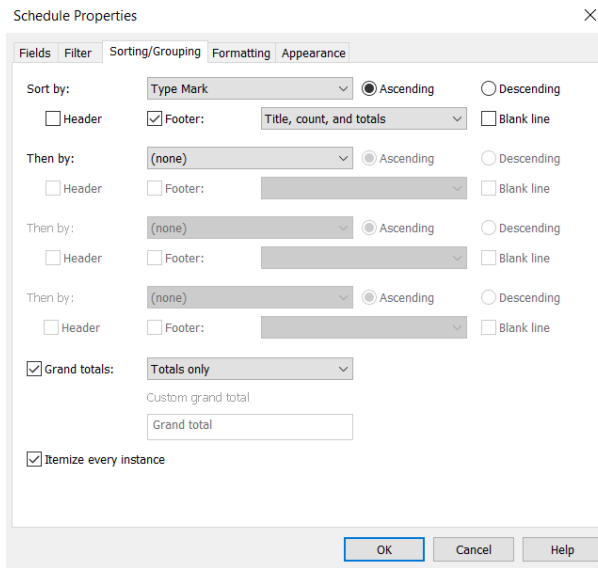 Schedule Properties
Fields Filter Sorting/Grouping Formatting Appearance
Sort by: Type Mark Ascending Descending
Header Footer: Title, count, and totals Blank line
Then by: (none) Ascending Descending
Header Footer: Blank line
Then by: (none) Ascending Descending
Header Footer: Blank line
Then by: (none) Ascending Descending
Header Footer: Blank line
Grand totals: Totals only
Custom grand total
Grand total
Itemize every instance
OK Cancel Help